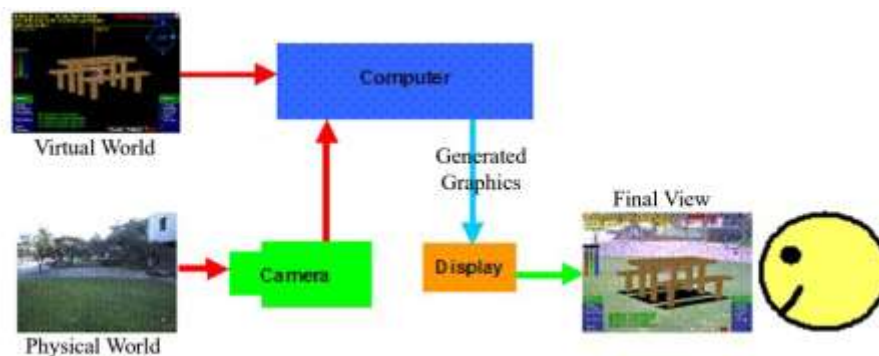 Computer
Virtual World
Generated
Graphics
Final View
Camera
Display
Physical World